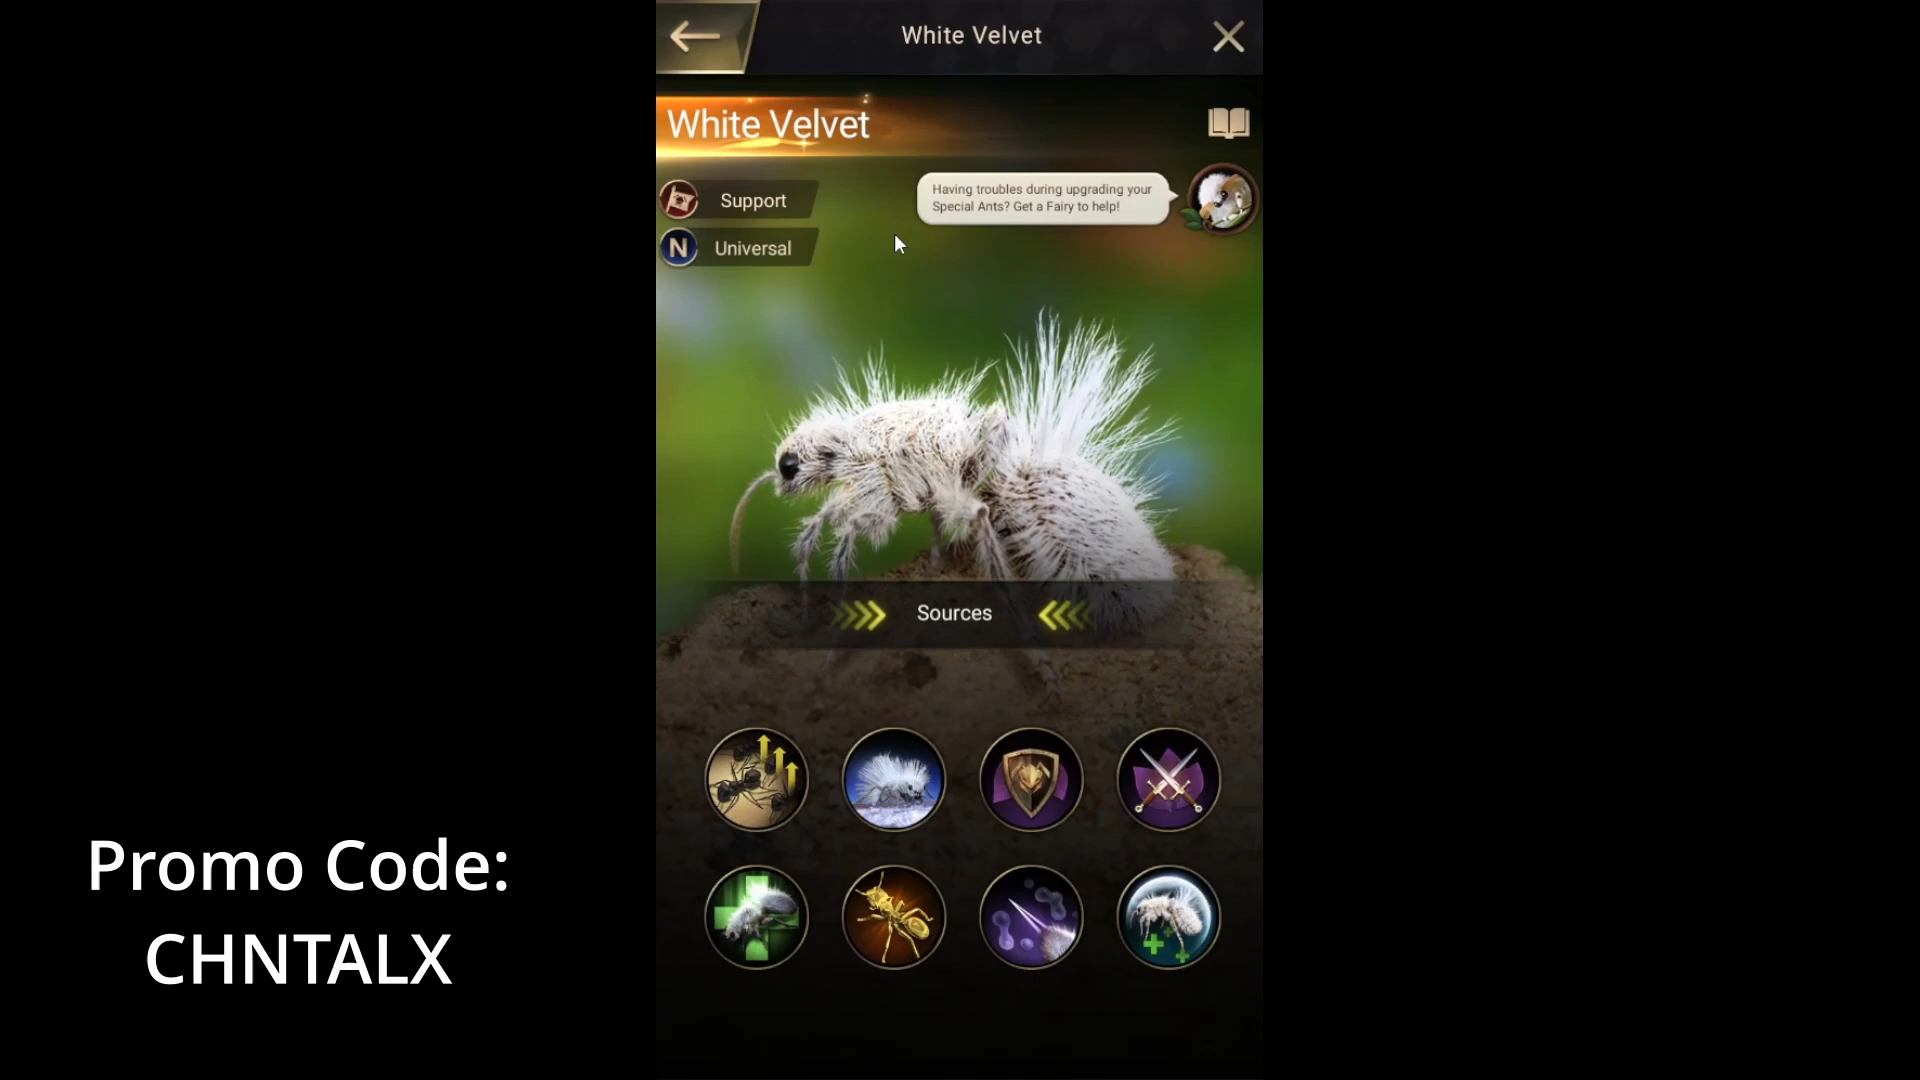 White Velvet
White Velvet
Support
N
Universal
Having troubles during upgrading your
Special Ants? Get a Fairy to help!
Sources
Promo Code:
CHNTALX